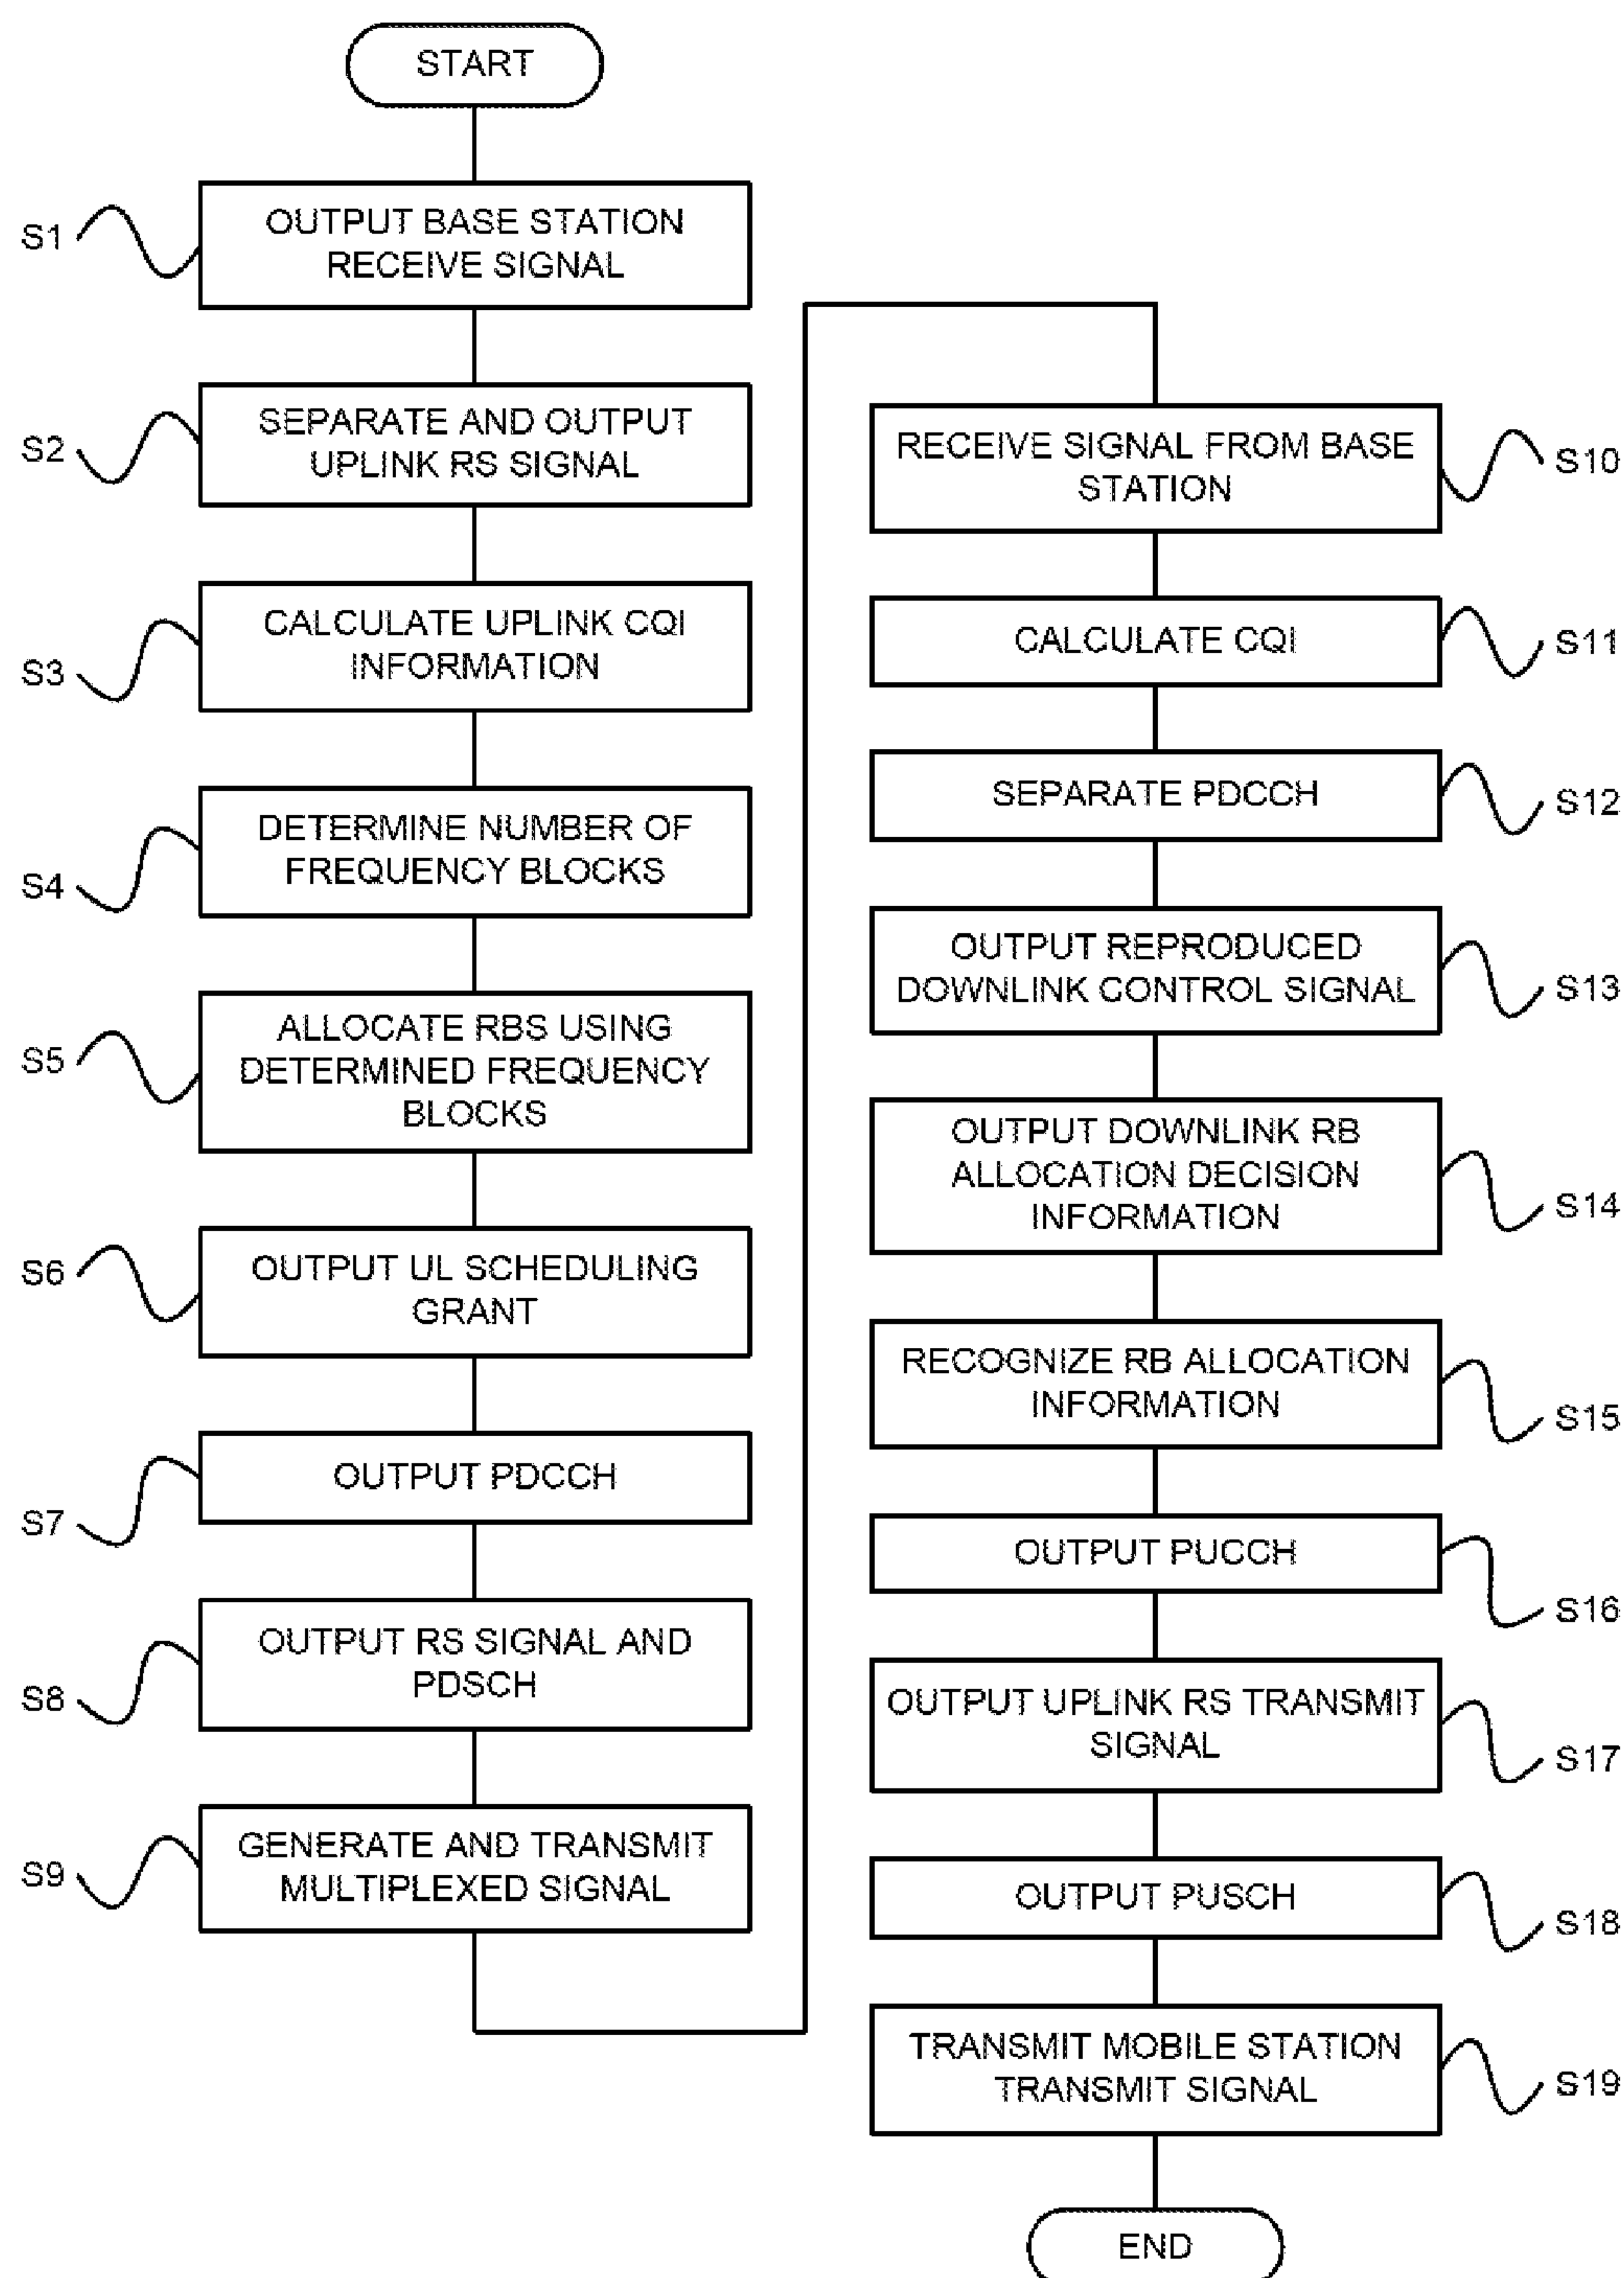 START
S1
OUTPUT BASE STATION
RECEIVE SIGNAL
S2
SEPARATE AND OUTPUT
UPLINK RS SIGNAL
S3
CALCULATE UPLINK CQI
INFORMATION
S4
DETERMINE NUMBER OF
FREQUENCY BLOCKS
S5
ALLOCATE RBS USING
DETERMINED FREQUENCY
BLOCKS
S6
OUTPUT UL SCHEDULING
GRANT
S7
OUTPUT PDCCH
S8
OUTPUT RS SIGNAL AND
PDSCH
S9
GENERATE AND TRANSMIT
MULTIPLEXED SIGNAL
RECEIVE SIGNAL FROM BASE
STATION
S10
CALCULATE CQI
S11
SEPARATE PDCCH
S12
OUTPUT REPRODUCED
DOWNLINK CONTROL SIGNAL
S13
OUTPUT DOWNLINK RB
ALLOCATION DECISION
INFORMATION
S14
RECOGNIZE RB ALLOCATION
INFORMATION
S15
OUTPUT PUCCH
S16
OUTPUT UPLINK RS TRANSMIT
SIGNAL
S17
OUTPUT PUSCH
S18
TRANSMIT MOBILE STATION
TRANSMIT SIGNAL
S19
END